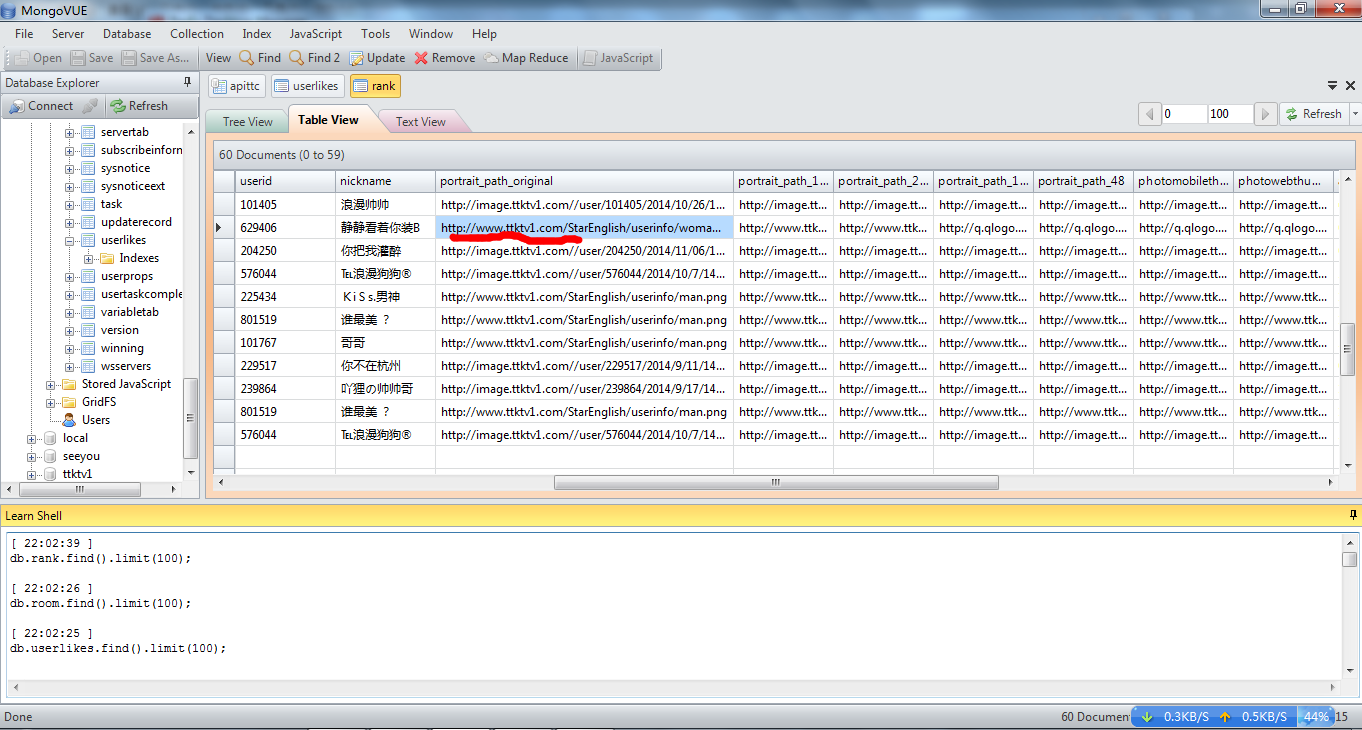 MongoVUE
File Server Database Collection Index JavaScript Tools Window Help
Open Save Save As... View Find Find 2 Update Remove Map Reduce JavaScript
Database Explorer
Connect Refresh
servertab
subscribeinforn
sysnotice
sysnoticeext
task
updaterecord
userlikes
Indexes
userprops
usertaskcomple
variabletab
version
winning
wsservers
Stored JavaScript
GridFS
Users
local
seeyou
ttktv1
apittc userlikes rank
Tree View Table View Text View
0 100 Refresh
60 Documents (0 to 59)
userid nickname portrait_path_original portrait_path_1... portrait_path_2... portrait_path_1... portrait_path_48 photomobileth... photowebthu...
101405 浪漫帅帅 http://image.ttktv1.com//user/101405/2014/10/26/1... http://image.tt... http://image.tt... http://image.tt... http://image.tt... http://image.tt... http://image.tt...
629406 静静看着你装B http://www.ttktv1.com/StarEnglish/userinfo/woma... http://www.ttk... http://www.ttk... http://q.qlogo.... http://q.qlogo.... http://q.qlogo.... http://q.qlogo....
204250 你把我灌醉 http://image.ttktv1.com//user/204250/2014/11/06/1... http://image.tt... http://image.tt... http://image.tt... http://image.tt... http://image.tt... http://image.tt...
576044 ℡浪漫狗狗® http://image.ttktv1.com//user/576044/2014/10/7/14... http://image.tt... http://image.tt... http://image.tt... http://image.tt... http://image.tt... http://image.tt...
225434 ＫiＳs.男神 http://www.ttktv1.com/StarEnglish/userinfo/man.png http://www.ttk... http://www.ttk... http://www.ttk... http://www.ttk... http://www.ttk... http://www.ttk...
801519 谁最美 ？ http://www.ttktv1.com/StarEnglish/userinfo/man.png http://www.ttk... http://www.ttk... http://www.ttk... http://www.ttk... http://www.ttk... http://www.ttk...
101767 哥哥 http://www.ttktv1.com/StarEnglish/userinfo/man.png http://www.ttk... http://www.ttk... http://www.ttk... http://www.ttk... http://www.ttk... http://www.ttk...
229517 你不在杭州 http://image.ttktv1.com//user/229517/2014/9/11/14... http://image.tt... http://image.tt... http://image.tt... http://image.tt... http://image.tt... http://image.tt...
239864 吖狸の帅帅哥 http://image.ttktv1.com//user/239864/2014/9/17/14... http://image.tt... http://image.tt... http://image.tt... http://image.tt... http://image.tt... http://image.tt...
801519 谁最美 ？ http://www.ttktv1.com/StarEnglish/userinfo/man.png http://www.ttk... http://www.ttk... http://www.ttk... http://www.ttk... http://www.ttk... http://www.ttk...
576044 ℡浪漫狗狗® http://image.ttktv1.com//user/576044/2014/10/7/14... http://image.tt... http://image.tt... http://image.tt... http://image.tt... http://image.tt... http://image.tt...
Learn Shell
[ 22:02:39 ]
db.rank.find().limit(100);
[ 22:02:26 ]
db.room.find().limit(100);
[ 22:02:25 ]
db.userlikes.find().limit(100);
Done 60 Documen 0.3KB/S 0.5KB/S 44% 15